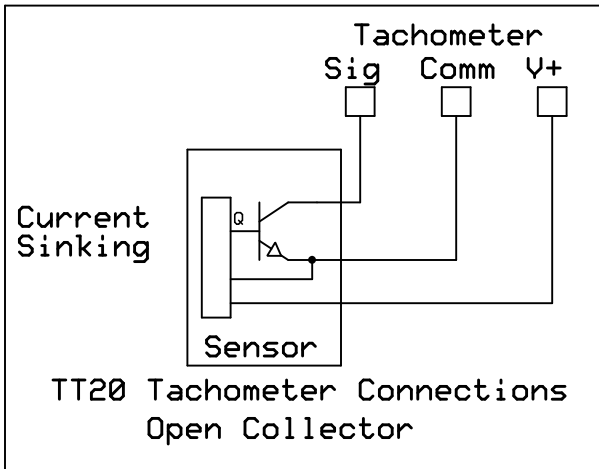 Tachometer
Sig Comm V+
Current
Sinking
Q
Sensor
TT20 Tachometer Connections
Open Collector